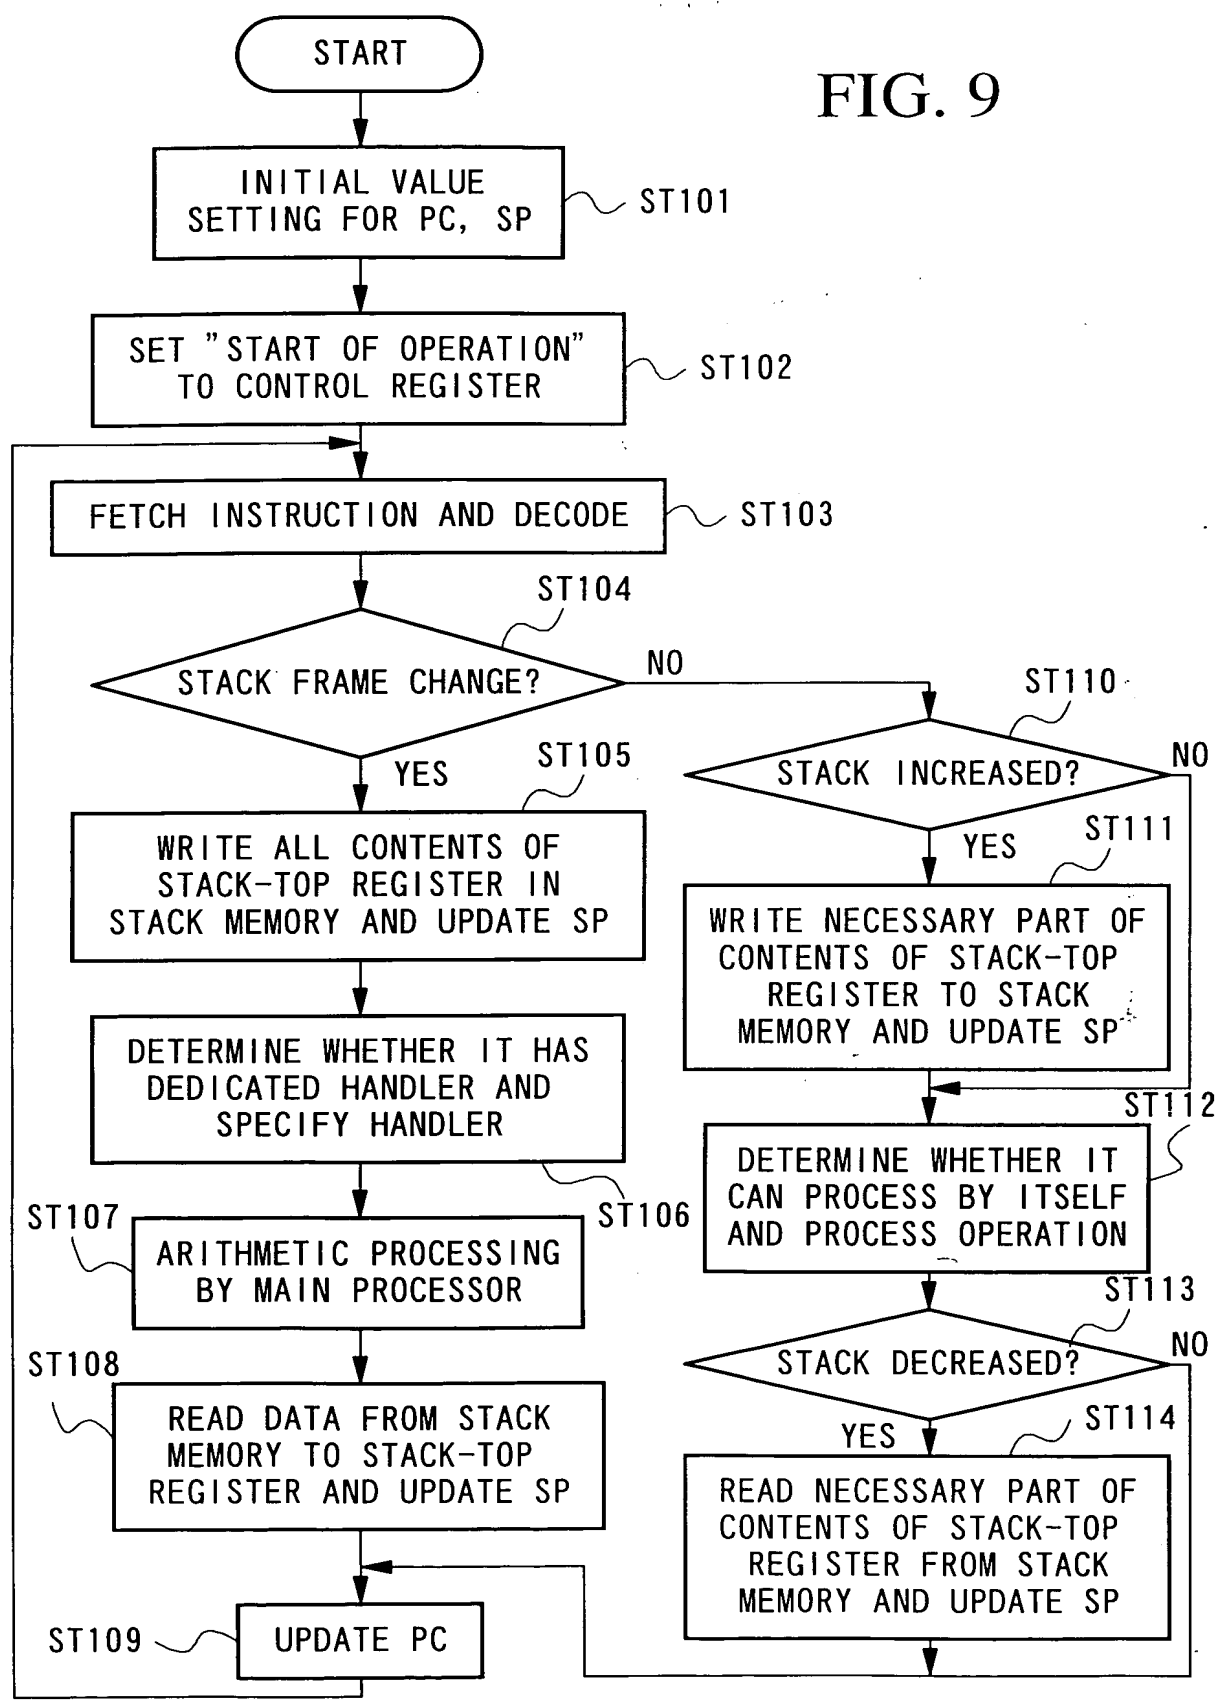 START
FIG. 9
INITIAL VALUE
SETTING FOR PC, SP
ST101
SET "START OF OPERATION"
TO CONTROL REGISTER
ST102
FETCH INSTRUCTION AND DECODE
ST103
ST104
STACK FRAME CHANGE?
NO
YES
ST105
WRITE ALL CONTENTS OF
STACK-TOP REGISTER IN
STACK MEMORY AND UPDATE SP
DETERMINE WHETHER IT HAS
DEDICATED HANDLER AND
SPECIFY HANDLER
ST106
ST107
ARITHMETIC PROCESSING
BY MAIN PROCESSOR
ST108
READ DATA FROM STACK
MEMORY TO STACK-TOP
REGISTER AND UPDATE SP
ST109
UPDATE PC
ST110
STACK INCREASED?
NO
YES
ST111
WRITE NECESSARY PART OF
CONTENTS OF STACK-TOP
REGISTER TO STACK
MEMORY AND UPDATE SP
ST112
DETERMINE WHETHER IT
CAN PROCESS BY ITSELF
AND PROCESS OPERATION
ST113
STACK DECREASED?
NO
YES
ST114
READ NECESSARY PART OF
CONTENTS OF STACK-TOP
REGISTER FROM STACK
MEMORY AND UPDATE SP